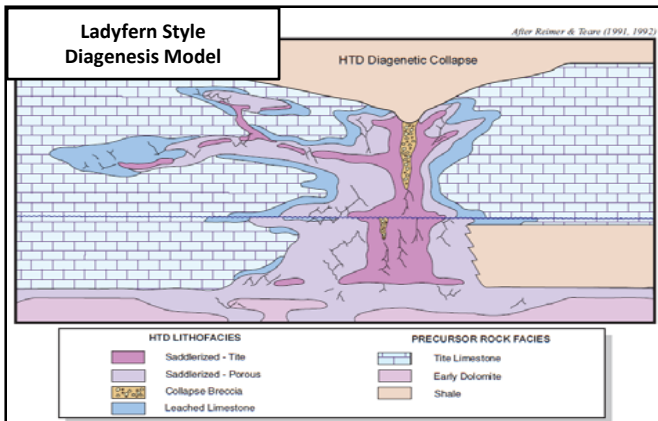 Ladyfern Style
Diagenesis Model
After Reimer & Teare (1991, 1992)
HTD Diagenetic Collapse
HTD LITHOFACIES
Saddlerized - Tite
Saddlerized - Porous
Collapse Breccia
Leached Limestone
PRECURSOR ROCK FACIES
Tite Limestone
Early Dolomite
Shale